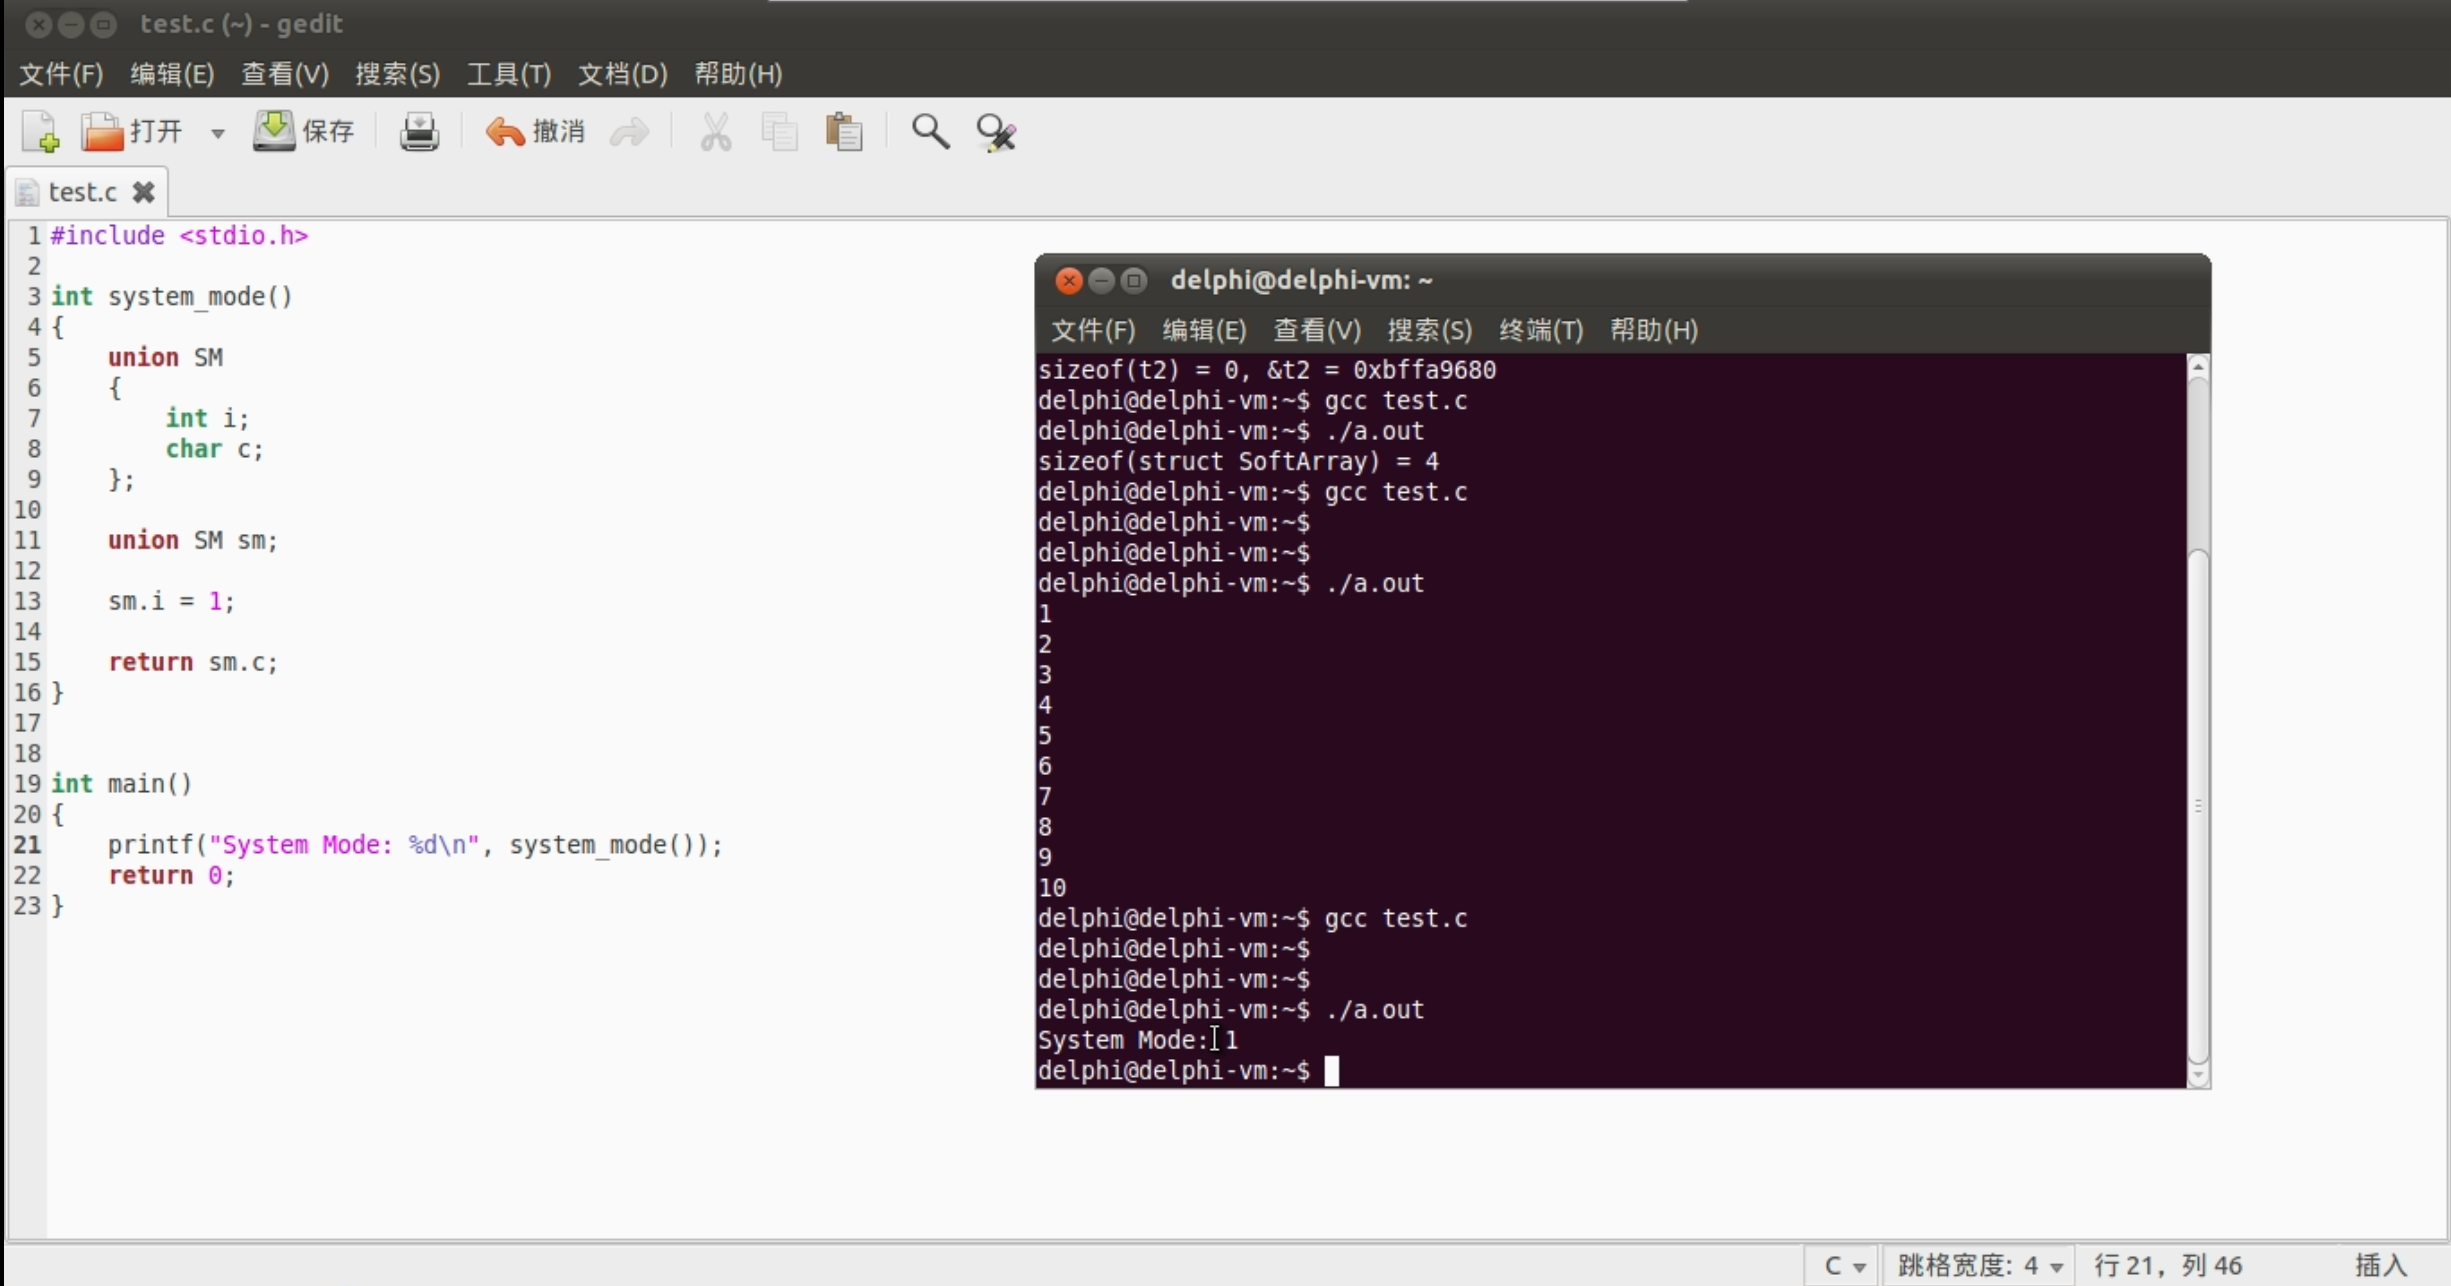 test.c (~) - gedit
文件(F) 编辑(E) 查看(V) 搜索(S) 工具(T) 文档(D) 帮助(H)
打开 保存 撤消
test.c
1 #include <stdio.h>
2
3 int system_mode()
4 {
5     union SM
6     {
7         int i;
8         char c;
9     };
10
11     union SM sm;
12
13     sm.i = 1;
14
15     return sm.c;
16 }
17
18
19 int main()
20 {
21     printf("System Mode: %d\n", system_mode());
22     return 0;
23 }
delphi@delphi-vm: ~
文件(F) 编辑(E) 查看(V) 搜索(S) 终端(T) 帮助(H)
sizeof(t2) = 0, &t2 = 0xbffa9680
delphi@delphi-vm:~$ gcc test.c
delphi@delphi-vm:~$ ./a.out
sizeof(struct SoftArray) = 4
delphi@delphi-vm:~$ gcc test.c
delphi@delphi-vm:~$
delphi@delphi-vm:~$
delphi@delphi-vm:~$ ./a.out
1
2
3
4
5
6
7
8
9
10
delphi@delphi-vm:~$ gcc test.c
delphi@delphi-vm:~$
delphi@delphi-vm:~$
delphi@delphi-vm:~$ ./a.out
System Mode: 1
delphi@delphi-vm:~$
C 跳格宽度: 4 行 21，列 46 插入